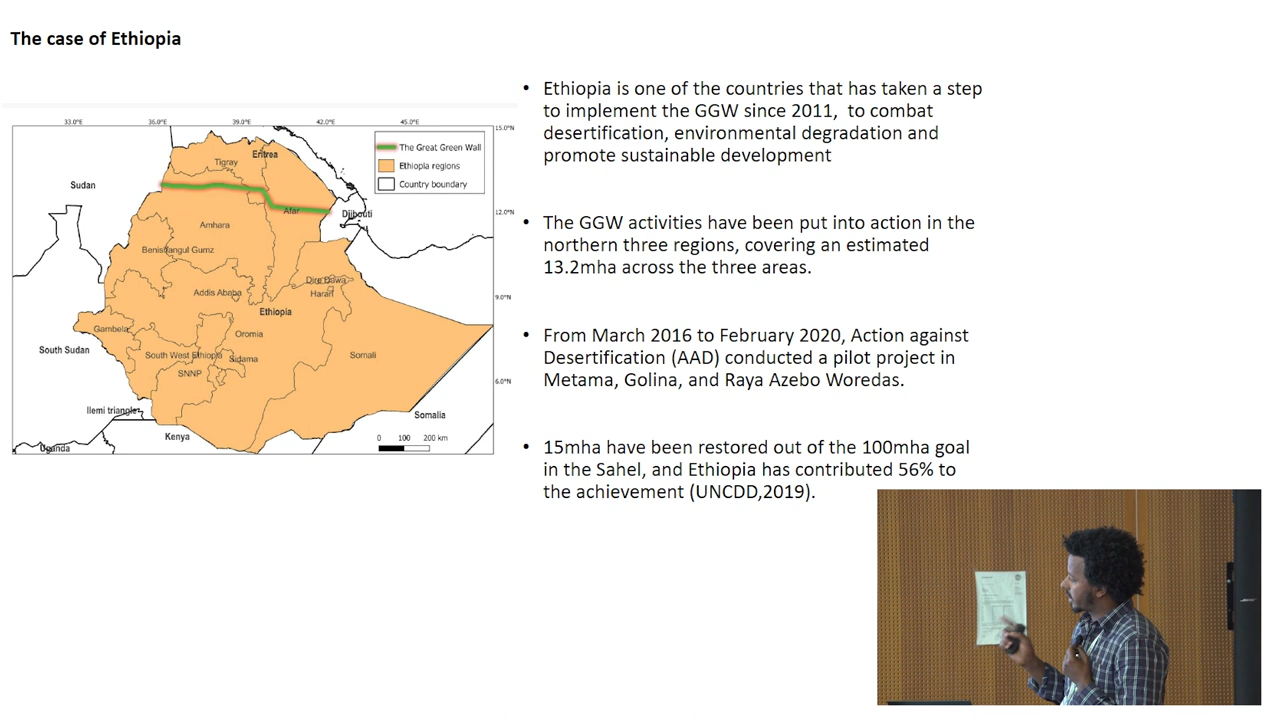 The case of Ethiopia
33.0°E 36.0°E 39.0°E 42.0°E 45.0°E
15.0°N
The Great Green Wall
Ethiopia regions
Country boundary
Eritrea
Tigray
Sudan
12.0°N
Afar
Djibouti
Amhara
Benishangul Gumz
Dire Dawa
Addis Ababa
Harari
9.0°N
Ethiopia
Gambela
Oromia
South Sudan
South West Ethiopia
Sidama
Somali
SNNP
6.0°N
Ilemi triangle
Somalia
Kenya
0 100 200 km
Uganda
• Ethiopia is one of the countries that has taken a step
to implement the GGW since 2011, to combat
desertification, environmental degradation and
promote sustainable development
• The GGW activities have been put into action in the
northern three regions, covering an estimated
13.2mha across the three areas.
• From March 2016 to February 2020, Action against
Desertification (AAD) conducted a pilot project in
Metama, Golina, and Raya Azebo Woredas.
• 15mha have been restored out of the 100mha goal
in the Sahel, and Ethiopia has contributed 56% to
the achievement (UNCDD,2019).